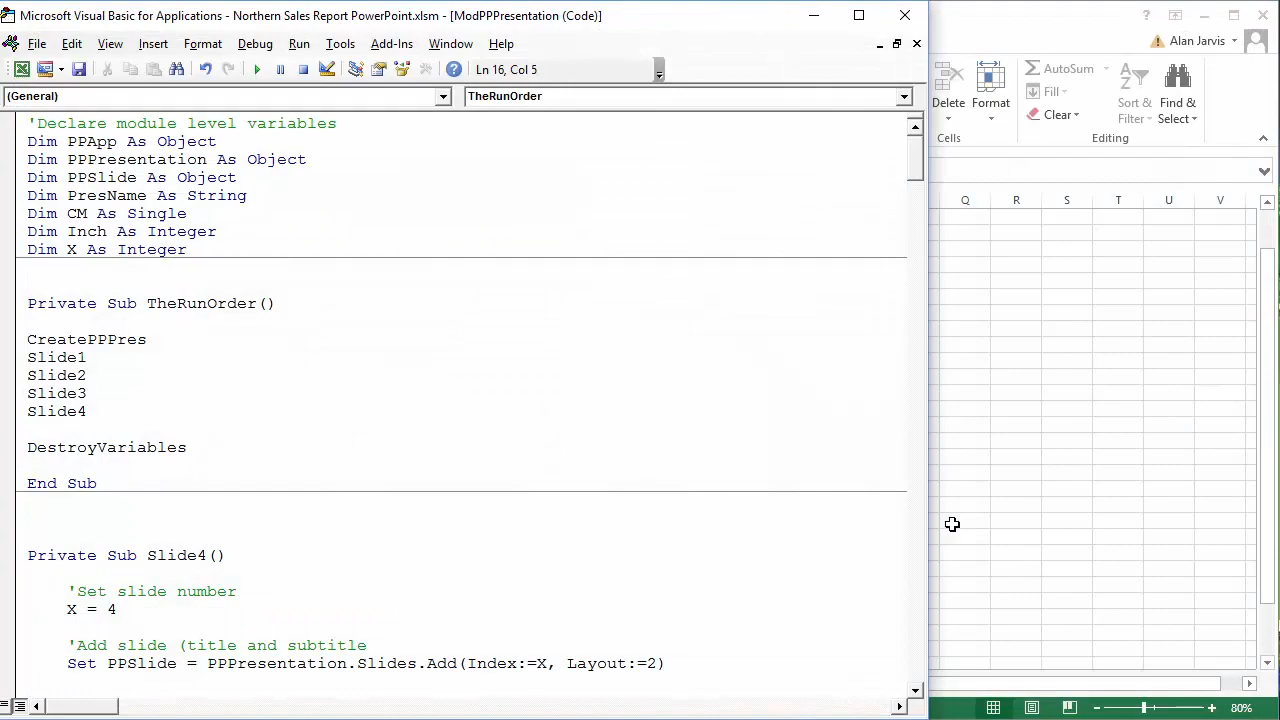 Microsoft Visual Basic for Applications - Northern Sales Report PowerPoint.xlsm - [ModPPPresentation (Code)]
File Edit View Insert Format Debug Run Tools Add-Ins Window Help
Ln 16, Col 5
(General) TheRunOrder
'Declare module level variables
Dim PPApp As Object
Dim PPPresentation As Object
Dim PPSlide As Object
Dim PresName As String
Dim CM As Single
Dim Inch As Integer
Dim X As Integer
Private Sub TheRunOrder()
CreatePPPres
Slide1
Slide2
Slide3
Slide4
DestroyVariables
End Sub
Private Sub Slide4()
'Set slide number
X = 4
'Add slide (title and subtitle
Set PPSlide = PPPresentation.Slides.Add(Index:=X, Layout:=2)
Alan Jarvis
Delete Format
Cells
AutoSum
Fill
Clear
Sort & Filter
Find & Select
Editing
Q R S T U V
80%